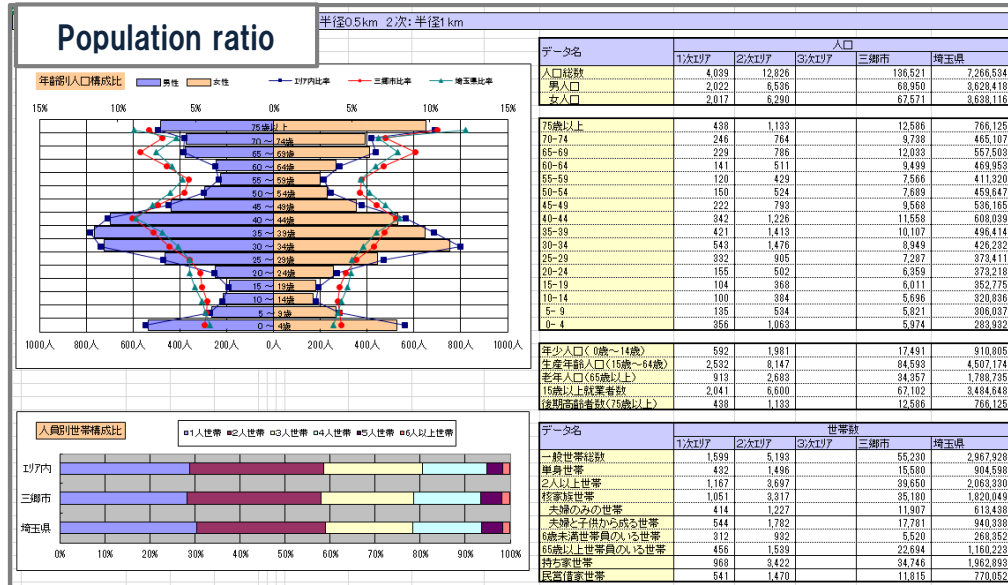 Population ratio
半径0.5km 2次: 半径1km
年齢別人口構成比 男性 女性 エリア内比率 三郷市比率 埼玉県比率
15% 10% 5% 0% 5% 10% 15%
75歳以上
70 ～ 74歳
65 ～ 69歳
60 ～ 64歳
55 ～ 59歳
50 ～ 54歳
45 ～ 49歳
40 ～ 44歳
35 ～ 39歳
30 ～ 34歳
25 ～ 29歳
20 ～ 24歳
15 ～ 19歳
10 ～ 14歳
5 ～ 9歳
0 ～ 4歳
1000人 800人 600人 400人 200人 0人 200人 400人 600人 800人 1000人
人員別世帯構成比
1人世帯 2人世帯 3人世帯 4人世帯 5人世帯 6人以上世帯
エリア内
三郷市
埼玉県
0% 10% 20% 30% 40% 50% 60% 70% 80% 90% 100%
データ名 人口
1次エリア 2次エリア 3次エリア 三郷市 埼玉県
人口総数 4,039 12,826 136,521 7,266,534
男人口 2,022 6,536 68,950 3,628,418
女人口 2,017 6,290 67,571 3,638,116
75歳以上 438 1,133 12,586 766,125
70-74 246 764 9,738 465,107
65-69 229 786 12,033 557,503
60-64 141 511 9,499 469,953
55-59 120 429 7,566 411,320
50-54 150 524 7,689 459,647
45-49 222 793 9,568 536,165
40-44 342 1,226 11,558 608,039
35-39 421 1,413 10,107 496,414
30-34 543 1,476 8,949 426,232
25-29 332 905 7,287 373,411
20-24 155 502 6,359 373,218
15-19 104 368 6,011 352,775
10-14 100 384 5,696 320,836
5- 9 135 534 5,821 306,037
0- 4 356 1,063 5,974 283,932
年少人口( 0歳～14歳) 592 1,981 17,491 910,805
生産年齢人口(15歳～64歳) 2,532 8,147 84,593 4,507,174
老年人口(65歳以上) 913 2,683 34,357 1,788,735
15歳以上就業者数 2,041 6,600 67,102 3,484,648
後期高齢者数(75歳以上) 438 1,133 12,586 766,125
データ名 世帯数
1次エリア 2次エリア 3次エリア 三郷市 埼玉県
一般世帯総数 1,599 5,193 55,230 2,967,928
単身世帯 432 1,496 15,580 904,598
2人以上世帯 1,167 3,697 39,650 2,063,330
核家族世帯 1,051 3,317 35,180 1,820,049
夫婦のみの世帯 414 1,227 11,907 613,438
夫婦と子供から成る世帯 544 1,782 17,781 940,338
6歳未満世帯員のいる世帯 312 932 5,520 268,352
65歳以上世帯員のいる世帯 456 1,539 22,694 1,160,223
持ち家世帯 968 3,422 34,746 1,962,863
民営借家世帯 541 1,470 11,815 770,053